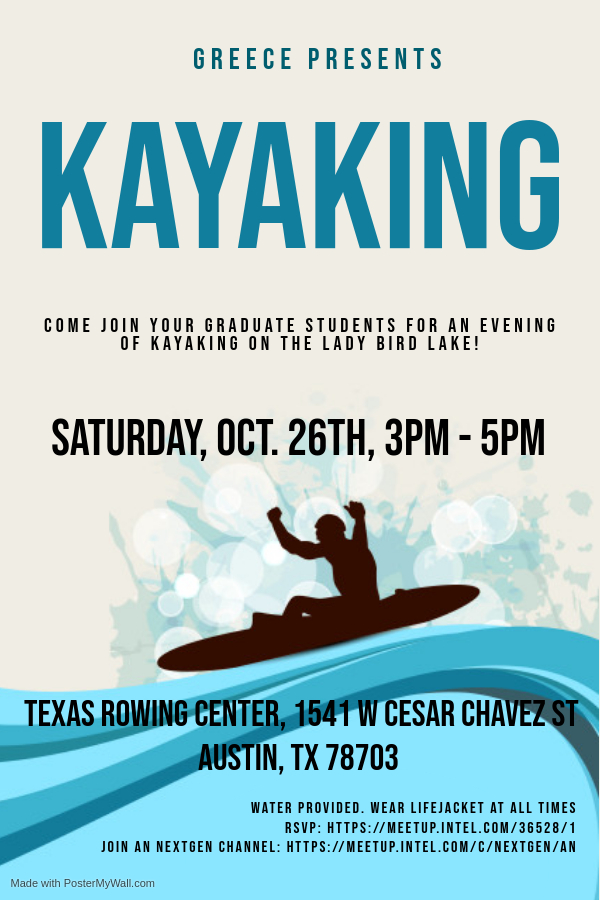 GREECE PRESENTS
KAYAKING
COME JOIN YOUR GRADUATE STUDENTS FOR AN EVENING
OF KAYAKING ON THE LADY BIRD LAKE!
SATURDAY, OCT. 26TH, 3PM - 5PM
TEXAS ROWING CENTER, 1541 W CESAR CHAVEZ ST
AUSTIN, TX 78703
WATER PROVIDED. WEAR LIFEJACKET AT ALL TIMES
RSVP: HTTPS://MEETUP.INTEL.COM/36528/1
JOIN AN NEXTGEN CHANNEL: HTTPS://MEETUP.INTEL.COM/C/NEXTGEN/AN
Made with PosterMyWall.com